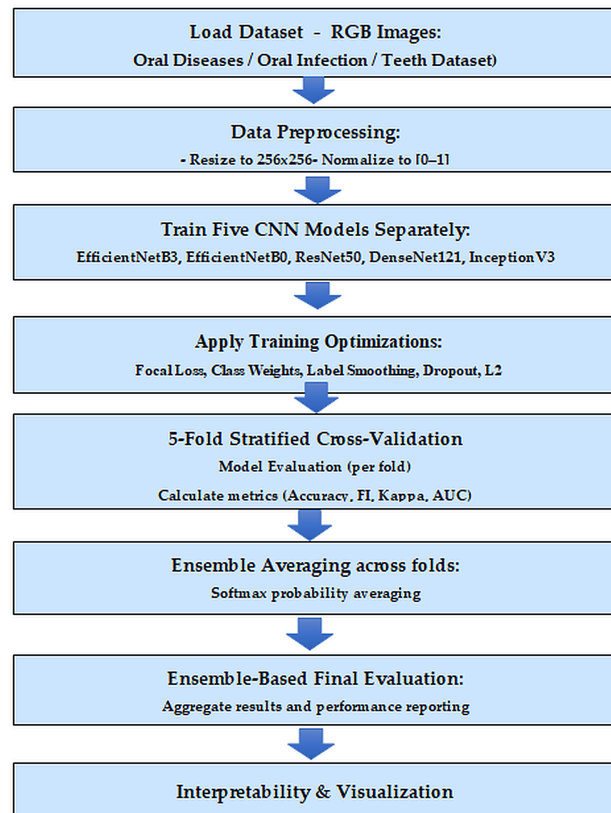 Load Dataset - RGB Images:
Oral Diseases / Oral Infection / Teeth Dataset)
Data Preprocessing:
- Resize to 256x256- Normalize to [0–1]
Train Five CNN Models Separately:
EfficientNetB3, EfficientNetB0, ResNet50, DenseNet121, InceptionV3
Apply Training Optimizations:
Focal Loss, Class Weights, Label Smoothing, Dropout, L2
5-Fold Stratified Cross-Validation
Model Evaluation (per fold)
Calculate metrics (Accuracy, FI, Kappa, AUC)
Ensemble Averaging across folds:
Softmax probability averaging
Ensemble-Based Final Evaluation:
Aggregate results and performance reporting
Interpretability & Visualization